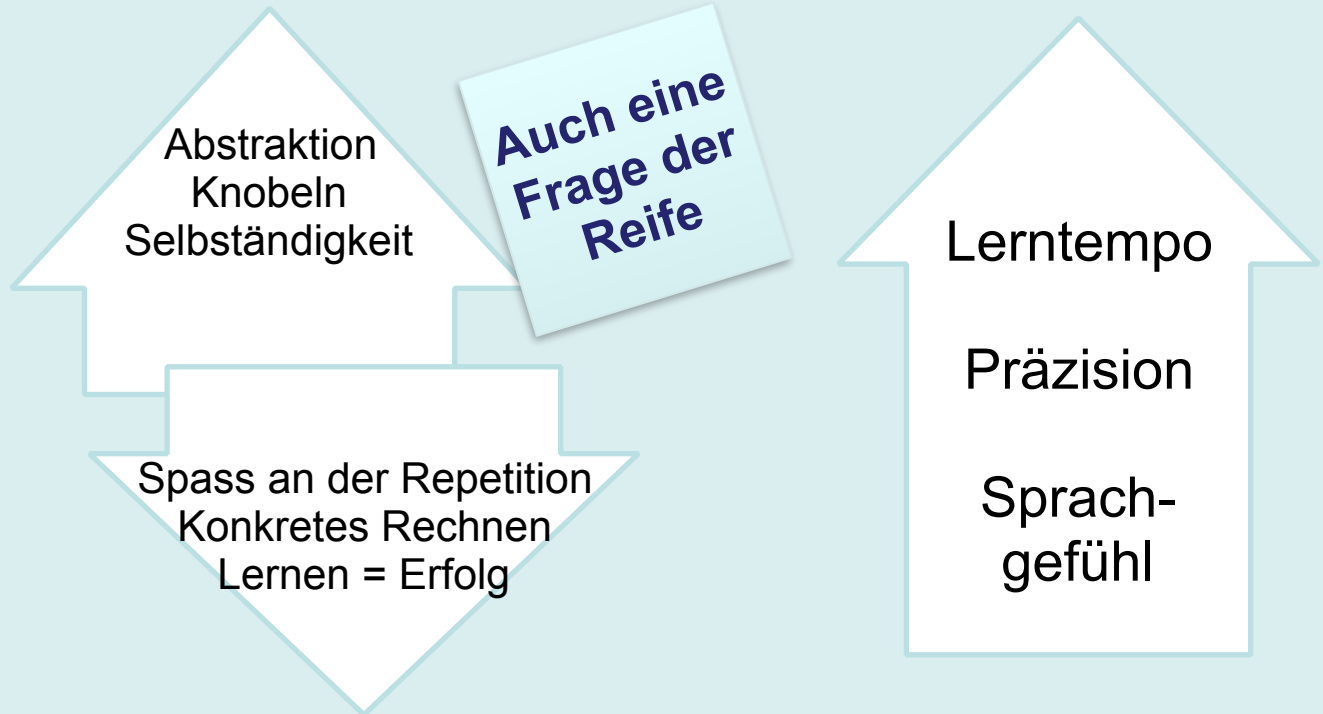 Abstraktion
Knobeln
Selbständigkeit
Auch eine
Frage der
Reife
Spass an der Repetition
Konkretes Rechnen
Lernen = Erfolg
Lerntempo
Präzision
Sprach-
gefühl